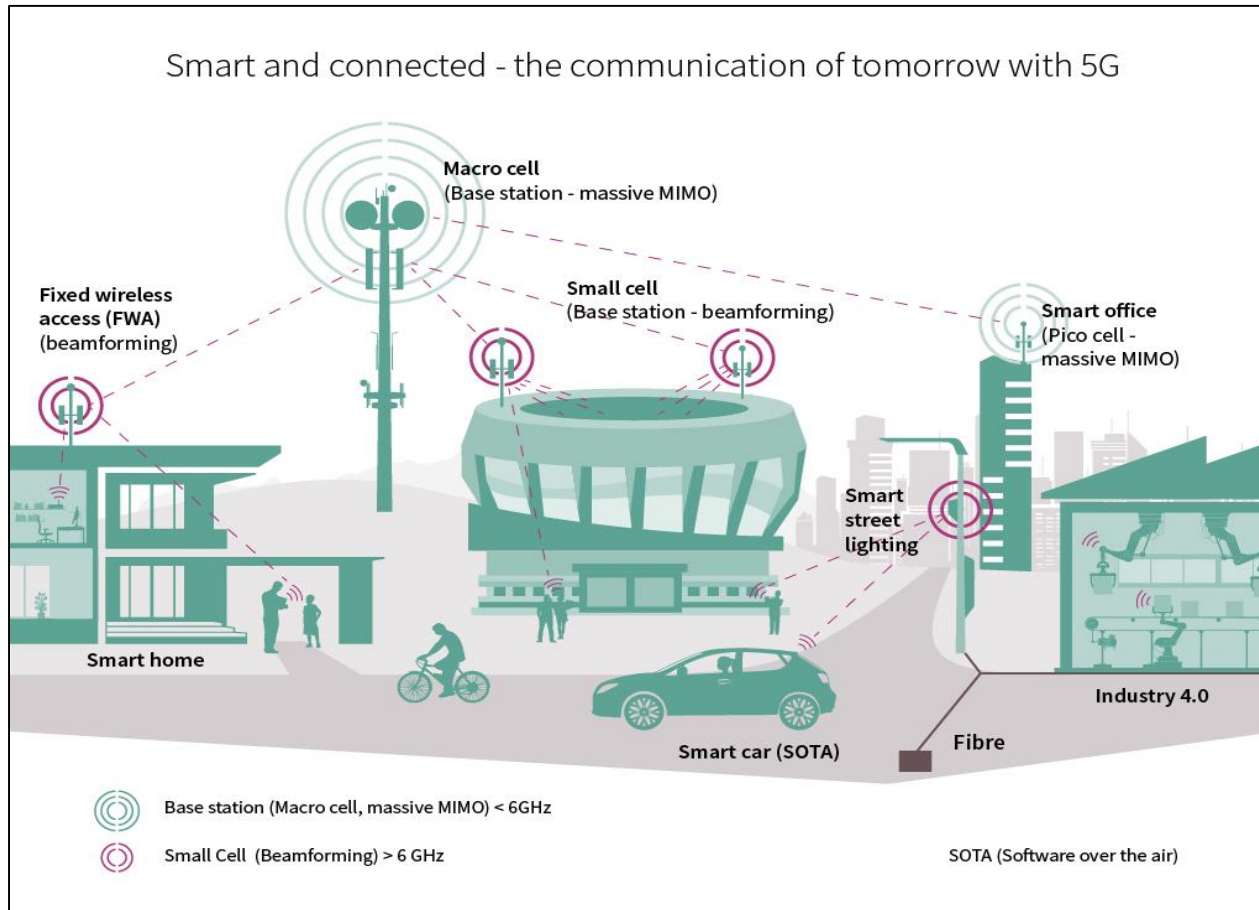 Smart and connected - the communication of tomorrow with 5G
Macro cell
(Base station - massive MIMO)
Fixed wireless
access (FWA)
(beamforming)
Small cell
(Base station - beamforming)
Smart office
(Pico cell -
massive MIMO)
Smart
street
lighting
Smart home
Smart car (SOTA)
Fibre
Industry 4.0
Base station (Macro cell, massive MIMO) < 6GHz
Small Cell (Beamforming) > 6 GHz
SOTA (Software over the air)